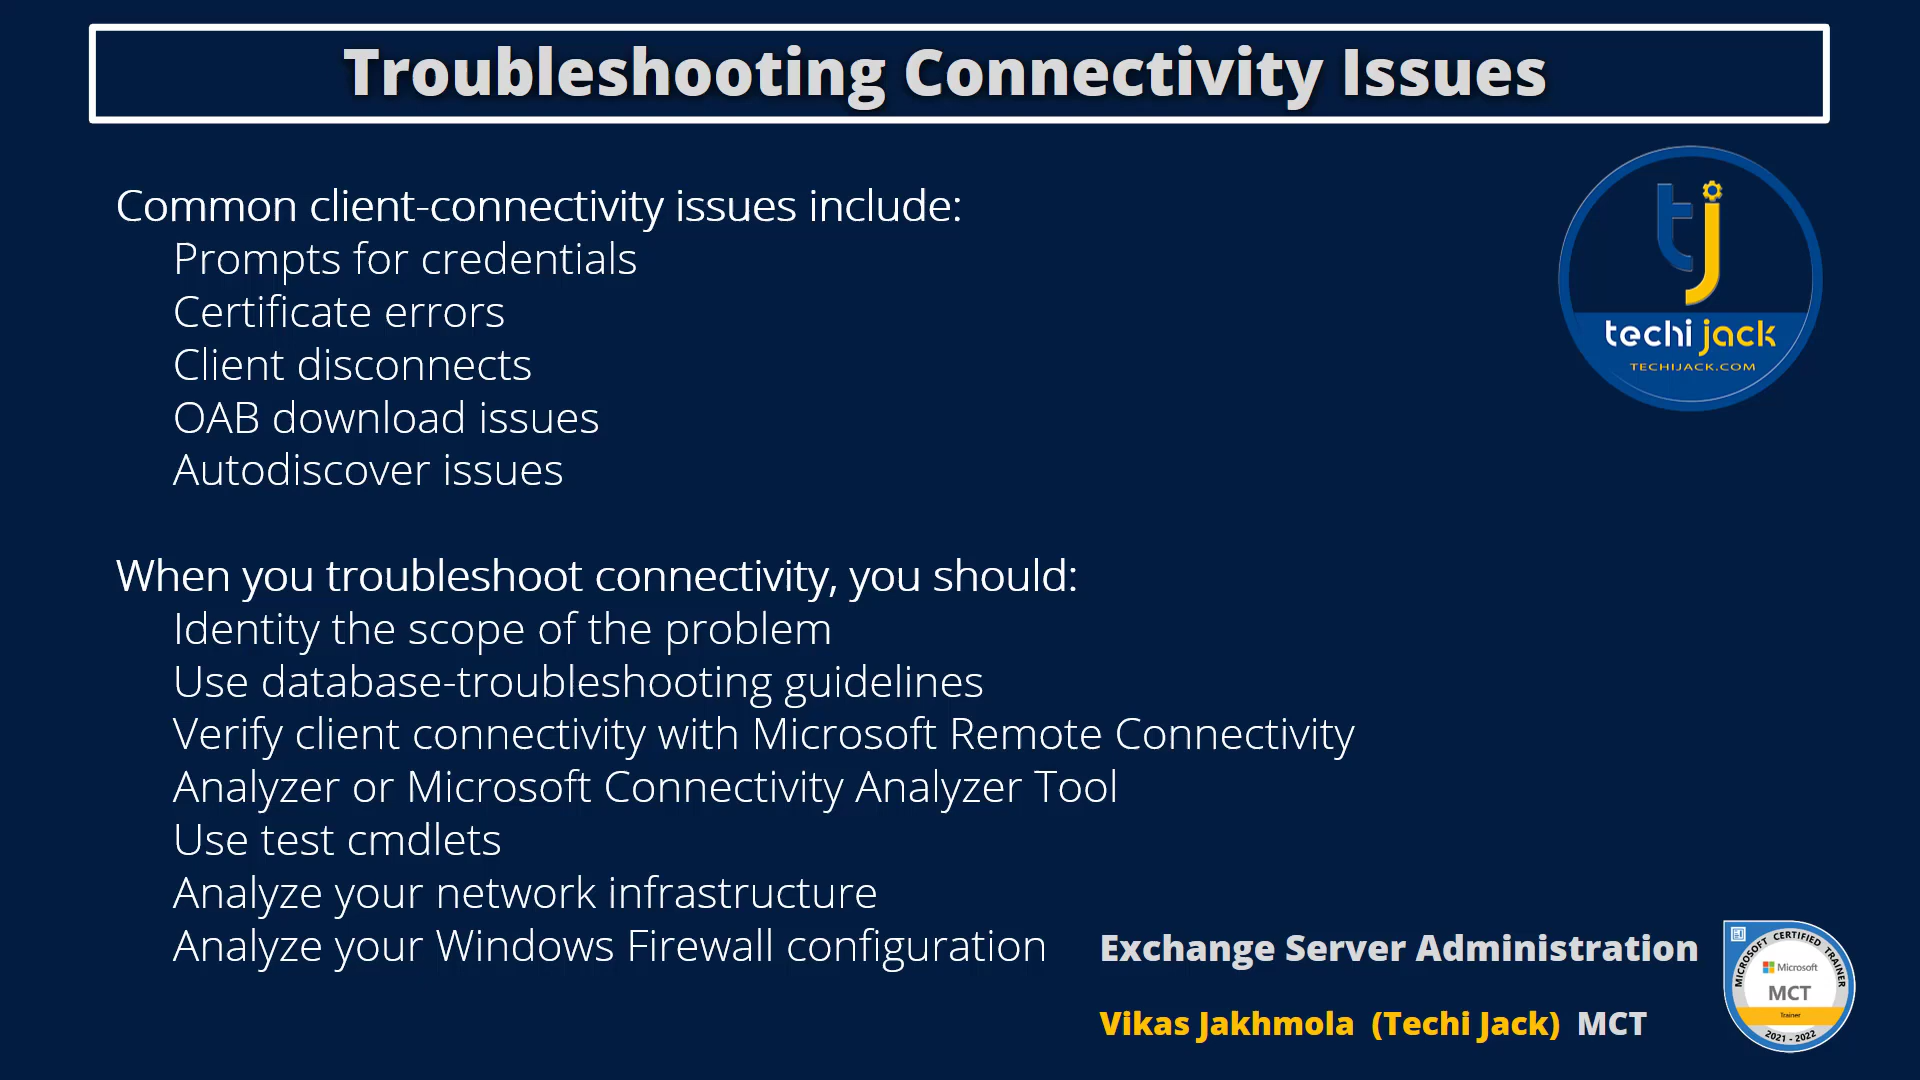 Troubleshooting Connectivity Issues
Common client-connectivity issues include:
Prompts for credentials
Certificate errors
Client disconnects
OAB download issues
Autodiscover issues
When you troubleshoot connectivity, you should:
Identity the scope of the problem
Use database-troubleshooting guidelines
Verify client connectivity with Microsoft Remote Connectivity
Analyzer or Microsoft Connectivity Analyzer Tool
Use test cmdlets
Analyze your network infrastructure
Analyze your Windows Firewall configuration
tj
techi jack
TECHIJACK.COM
Exchange Server Administration
Vikas Jakhmola (Techi Jack) MCT
MICROSOFT CERTIFIED TRAINER
Microsoft
MCT
Trainer
2021 - 2022